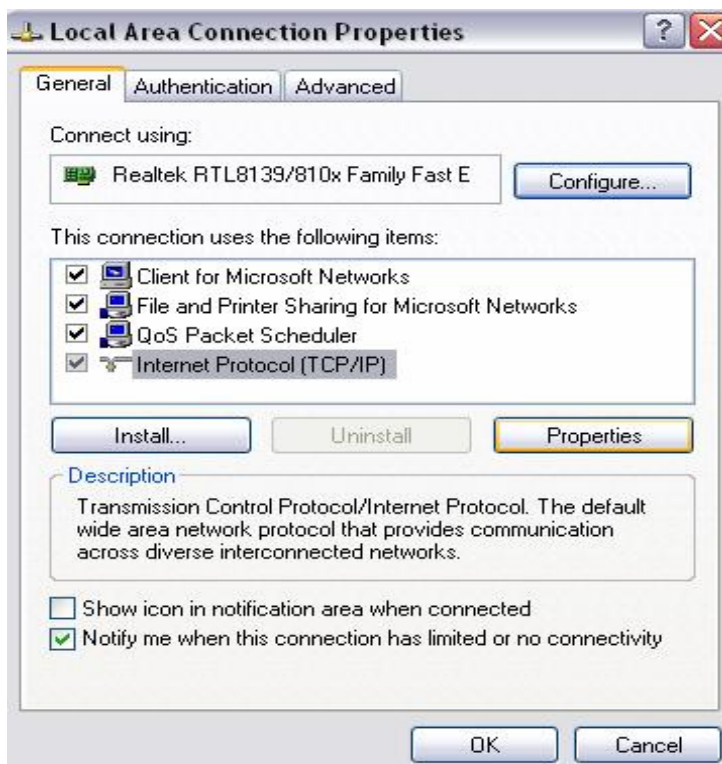 Local Area Connection Properties
General Authentication Advanced
Connect using:
Realtek RTL8139/810x Family Fast E
Configure...
This connection uses the following items:
Client for Microsoft Networks
File and Printer Sharing for Microsoft Networks
QoS Packet Scheduler
Internet Protocol (TCP/IP)
Install... Uninstall Properties
Description
Transmission Control Protocol/Internet Protocol. The default
wide area network protocol that provides communication
across diverse interconnected networks.
Show icon in notification area when connected
Notify me when this connection has limited or no connectivity
OK Cancel